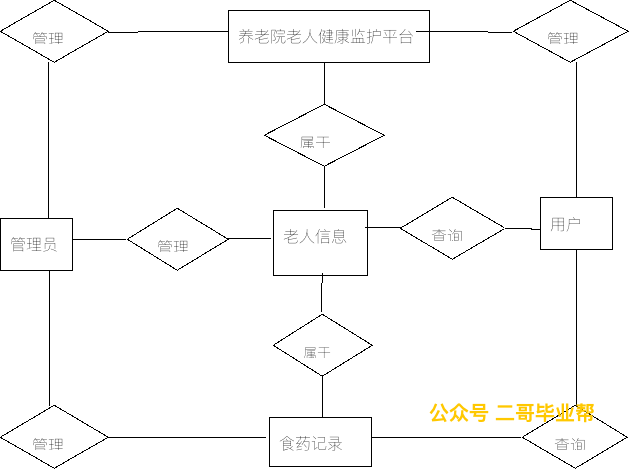 管理
养老院老人健康监护平台
管理
属于
管理员
管理
老人信息
查询
用户
属于
公众号 二哥毕业帮
管理
食药记录
查询